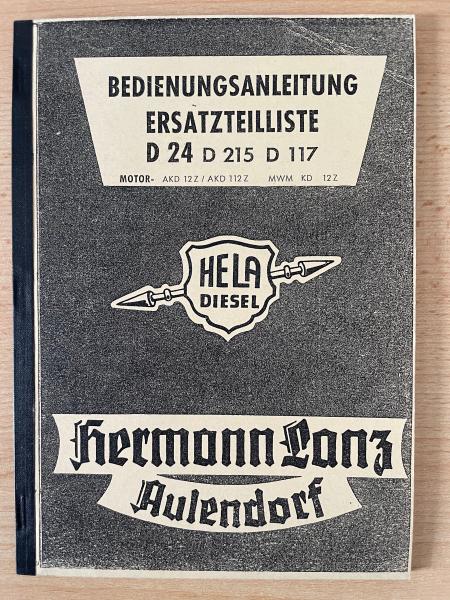 BEDIENUNGSANLEITUNG
ERSATZTEILLISTE
D 24 D 215 D 117
MOTOR- AKD 12 Z / AKD 112 Z MWM KD 12 Z
HELA
DIESEL
Hermann Lanz
Aulendorf